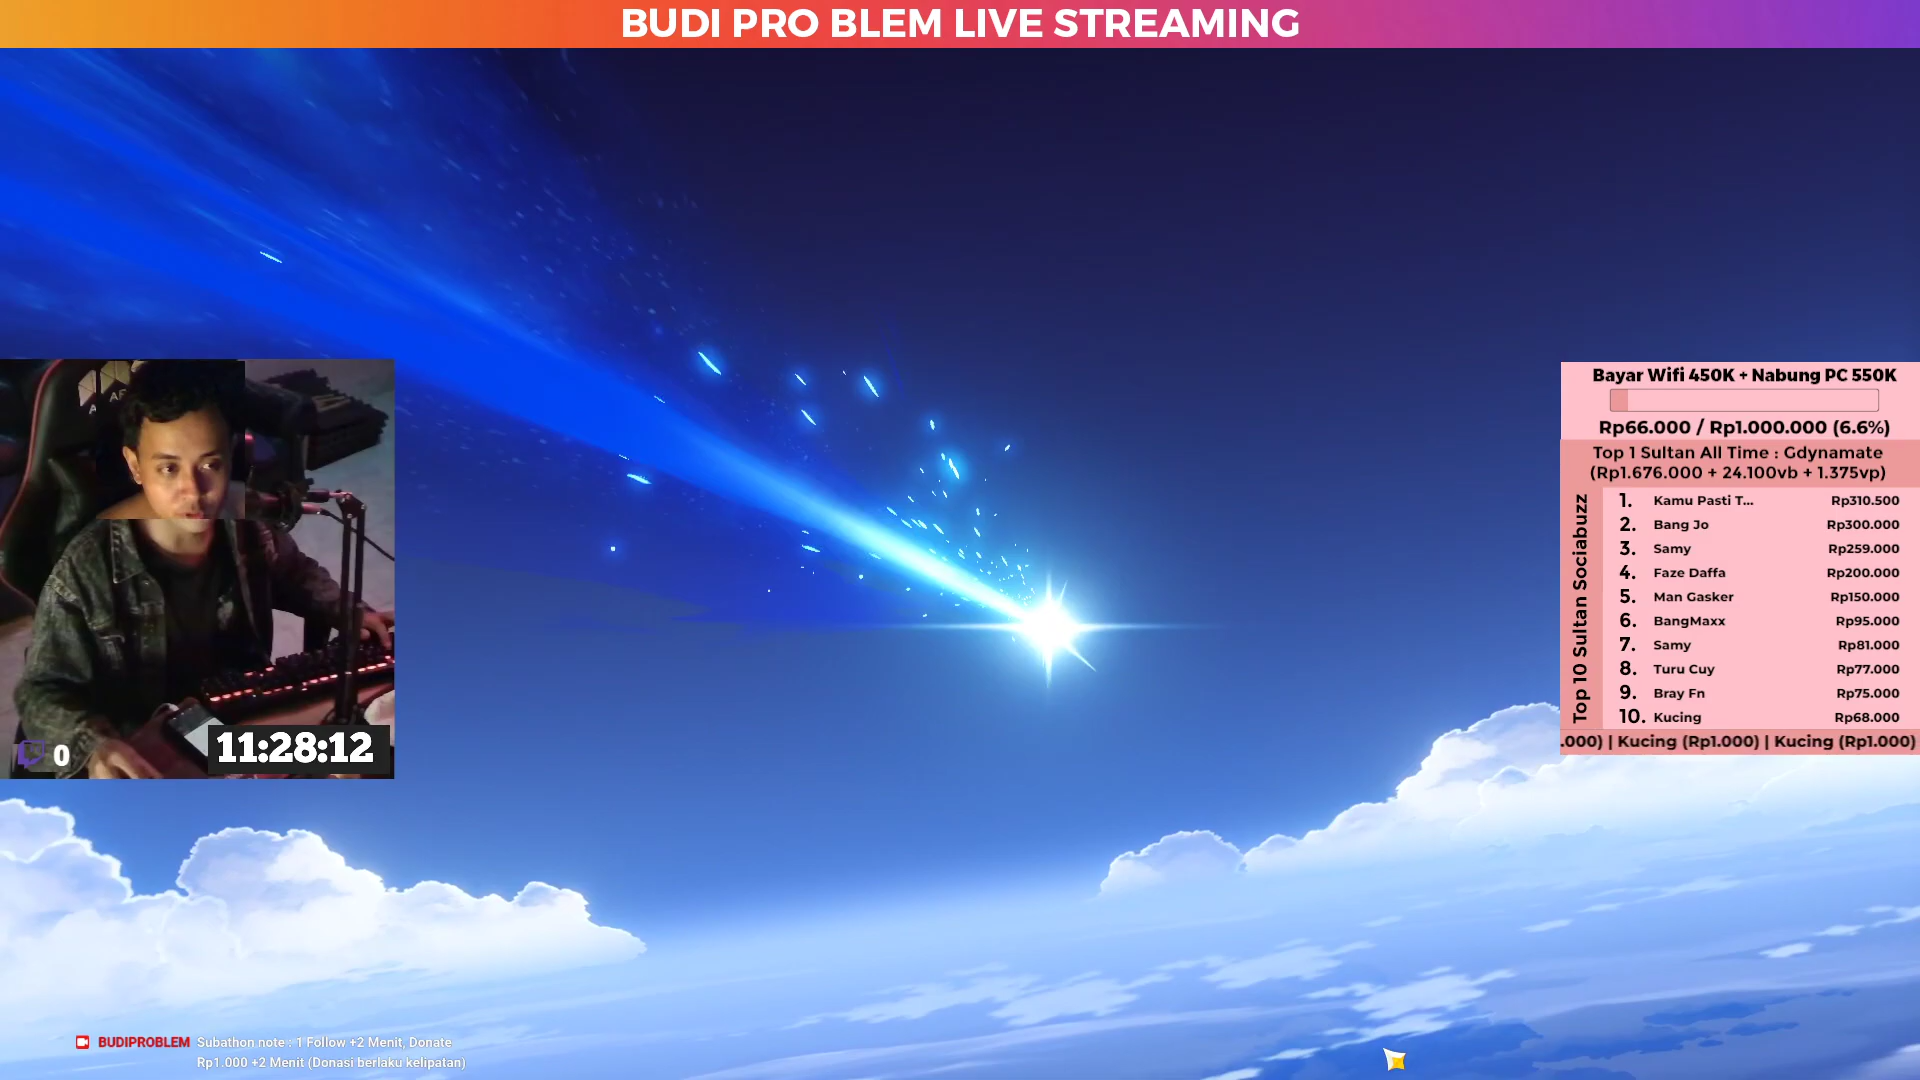 BUDI PRO BLEM LIVE STREAMING
Bayar Wifi 450K + Nabung PC 550K
Rp66.000 / Rp1.000.000 (6.6%)
Top 1 Sultan All Time : Gdynamate
(Rp1.676.000 + 24.100vb + 1.375vp)
Top 10 Sultan Sociabuzz
1. Kamu Pasti T... Rp310.500
2. Bang Jo Rp300.000
3. Samy Rp259.000
4. Faze Daffa Rp200.000
5. Man Gasker Rp150.000
6. BangMaxx Rp95.000
7. Samy Rp81.000
8. Turu Cuy Rp77.000
9. Bray Fn Rp75.000
10. Kucing Rp68.000
.000) | Kucing (Rp1.000) | Kucing (Rp1.000)
0
11:28:12
BUDIPROBLEM Subathon note : 1 Follow +2 Menit, Donate
Rp1.000 +2 Menit (Donasi berlaku kelipatan)